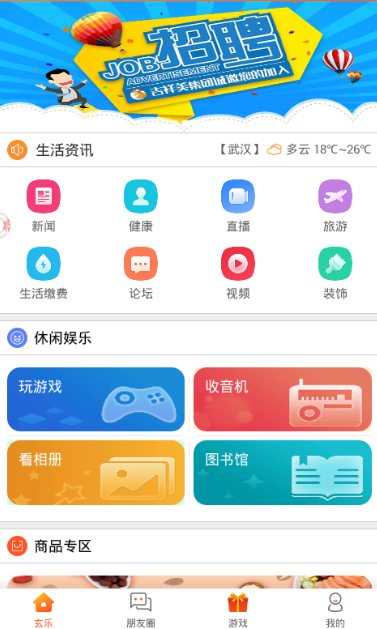 招聘
JOB
ADVERTISEMENT
吉祥美集团诚邀您的加入
生活资讯
【武汉】 多云 18℃~26℃
新闻 健康 直播 旅游
生活缴费 论坛 视频 装饰
休闲娱乐
玩游戏 收音机
看相册 图书馆
商品专区
玄乐 朋友圈 游戏 我的